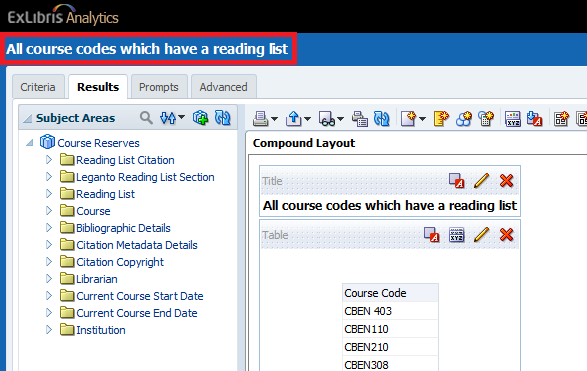 ExLibris Analytics
All course codes which have a reading list
Criteria Results Prompts Advanced
Subject Areas
Course Reserves
Reading List Citation
Leganto Reading List Section
Reading List
Course
Bibliographic Details
Citation Metadata Details
Citation Copyright
Librarian
Current Course Start Date
Current Course End Date
Institution
Compound Layout
Title
All course codes which have a reading list
Table
Course Code
CBEN 403
CBEN110
CBEN210
CBEN308